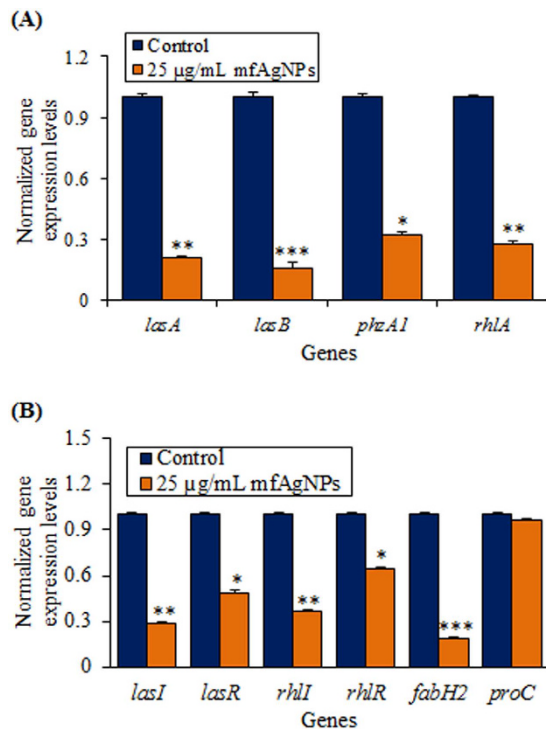 (A)
Control
25 µg/mL mfAgNPs
Normalized gene
expression levels
1.2
0.9
0.6
0.3
0
**
***
*
**
lasA lasB phzA1 rhlA
Genes
(B)
Control
25 µg/mL mfAgNPs
Normalized gene
expression levels
1.5
1.2
0.9
0.6
0.3
0
**
*
**
*
***
lasI lasR rhlI rhlR fabH2 proC
Genes